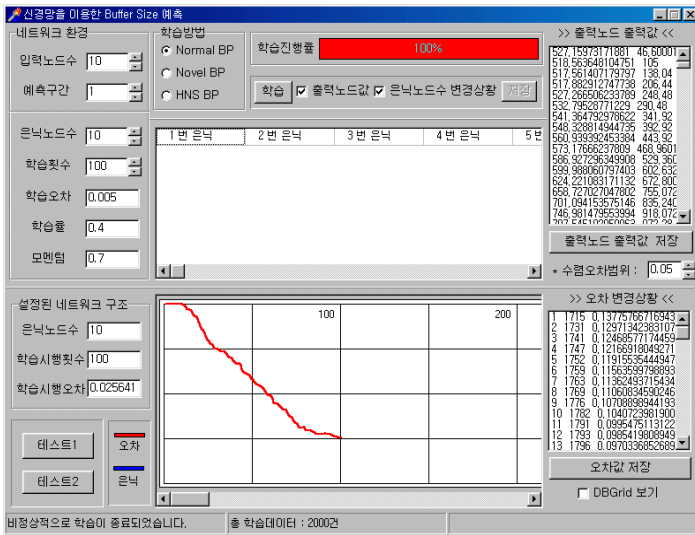 신경망을 이용한 Buffer Size 예측
네트워크 환경
입력노드수 10
예측구간 1
은닉노드수 10
학습횟수 100
학습오차 0.005
학습률 0.4
모멘텀 0.7
학습방법
Normal BP
Novel BP
HNS BP
학습진행률 100%
학습 출력노드값 은닉노드수 변경상황 저장
1 번 은닉 2 번 은닉 3 번 은닉 4 번 은닉 5 번
>> 출력노드 출력값 <<
527,15973171881 46,60001
518,563648104751 105
517,561407179797 138,04
517,882912747738 206,44
527,266506233789 248,48
532,79528771229 290,48
541,364792978622 341,92
548,328814944735 392,92
560,939392453384 443,92
573,17666237809 468,9601
586,927296349908 529,360
599,988060797403 602,632
624,221083171132 672,800
658,727027047802 755,072
701,094153575146 835,240
746,981479553994 918,072
출력노드 출력값 저장
* 수렴오차범위 : 0.05
설정된 네트워크 구조
은닉노드수 10
학습시행횟수 100
학습시행오차 0.025641
테스트1
테스트2
오차
은닉
100 200
>> 오차 변경상황 <<
1 1715 0,13775766716943
2 1731 0,12971342383107
3 1741 0,12468577174459
4 1747 0,12166918049271
5 1752 0,11915535444947
6 1759 0,11563599798893
7 1763 0,11362493715434
8 1769 0,11060834590246
9 1776 0,10708898944193
10 1782 0,1040723981900
11 1791 0,0995475113122
12 1793 0,0985419808949
13 1796 0,0970336852689
오차값 저장
DBGrid 보기
비정상적으로 학습이 종료되었습니다. 총 학습데이터 : 2000건